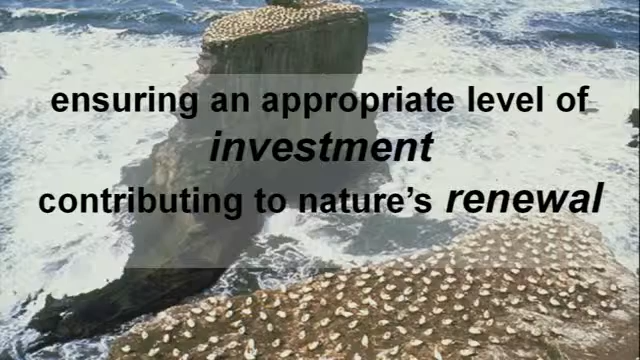 ensuring an appropriate level of
investment
contributing to nature’s renewal